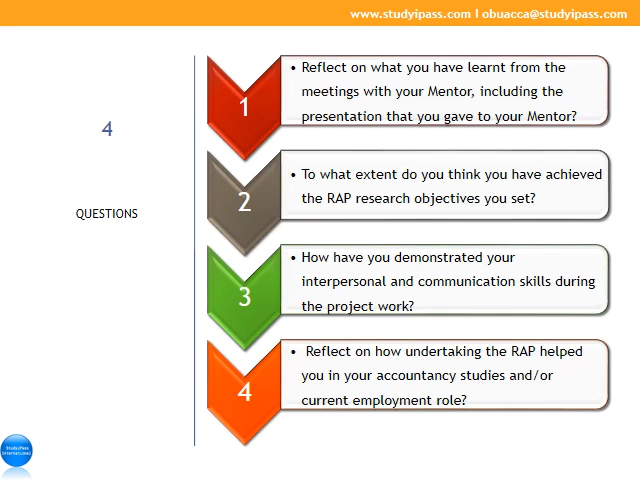 www.studyipass.com l obuacca@studyipass.com
4
QUESTIONS
1
• Reflect on what you have learnt from the
meetings with your Mentor, including the
presentation that you gave to your Mentor?
2
• To what extent do you think you have achieved
the RAP research objectives you set?
3
• How have you demonstrated your
interpersonal and communication skills during
the project work?
4
• Reflect on how undertaking the RAP helped
you in your accountancy studies and/or
current employment role?
StudyIPass
International